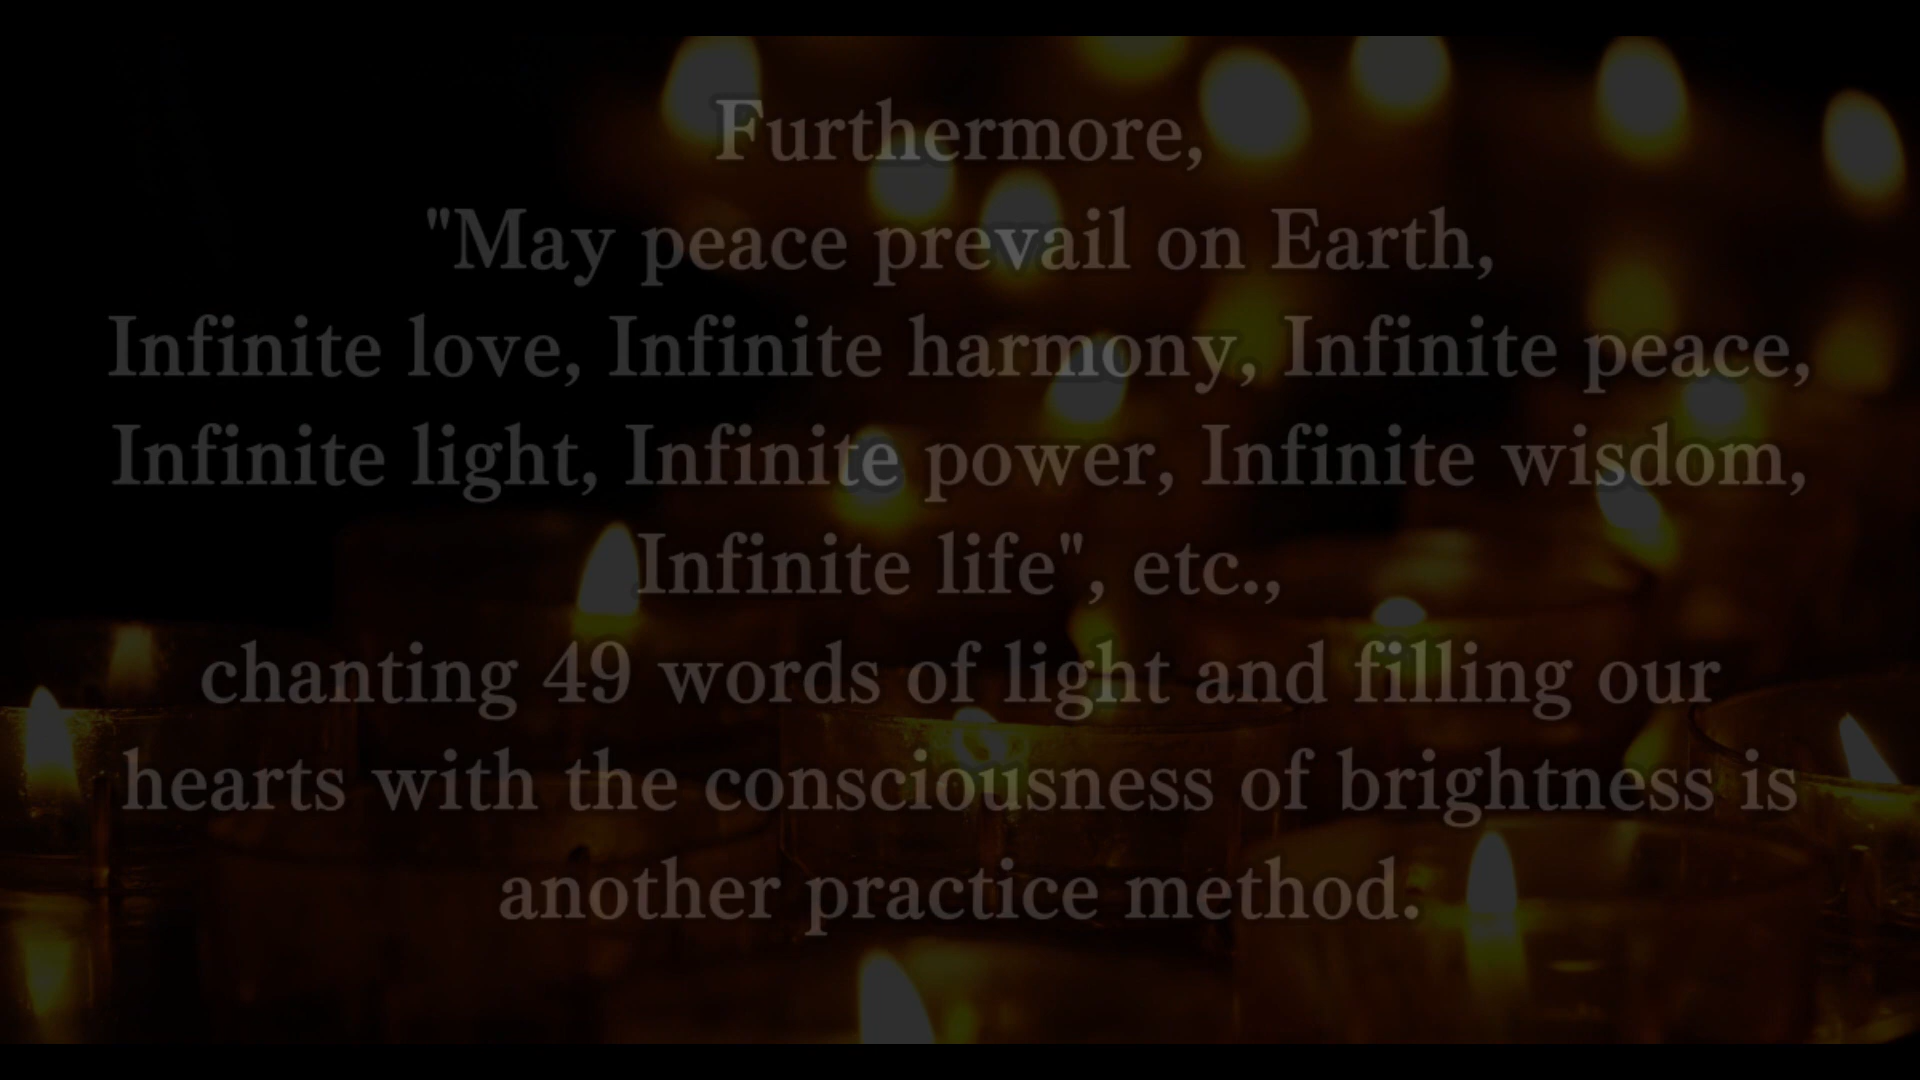 Furthermore,
"May peace prevail on Earth,
Infinite love, Infinite harmony, Infinite peace,
Infinite light, Infinite power, Infinite wisdom,
Infinite life", etc.,
chanting 49 words of light and filling our
hearts with the consciousness of brightness is
another practice method.